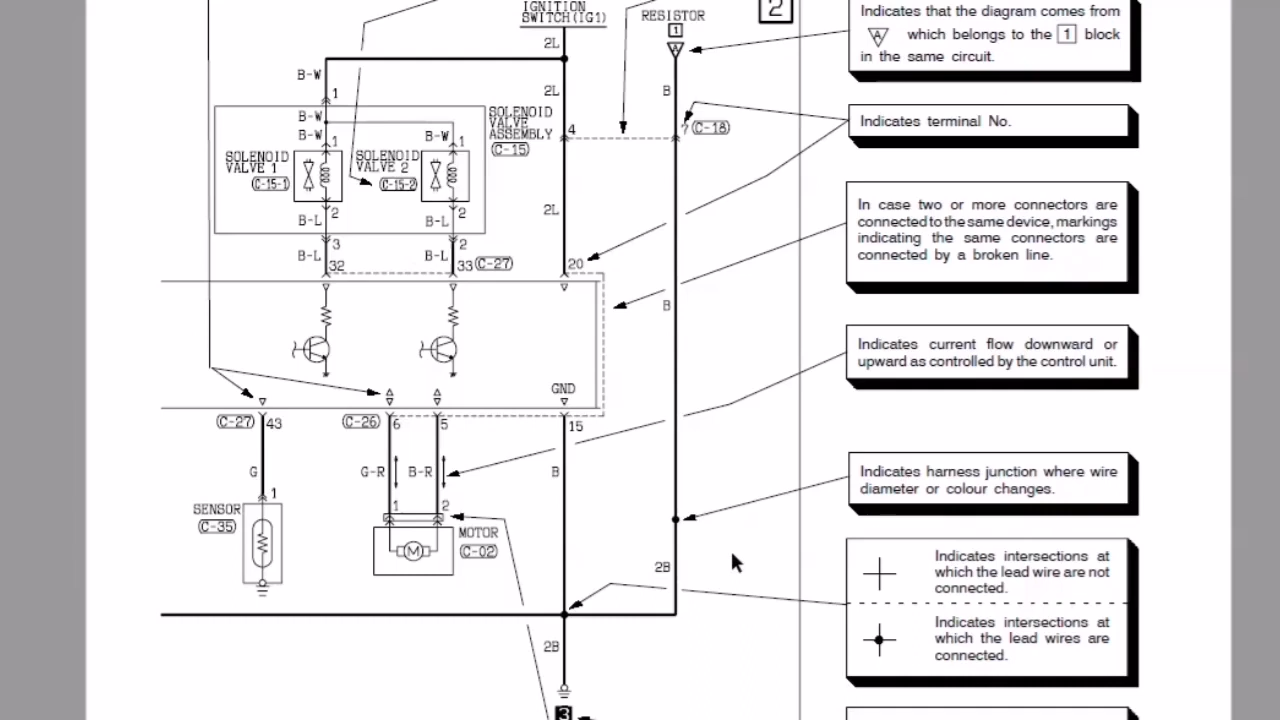 IGNITION
SWITCH(IG1)
RESISTOR
1
A
2
2L
B-W
1
2L
B
B-W
B-W
1
B-W
1
SOLENOID
VALVE
ASSEMBLY
(C-15)
4
7
(C-18)
SOLENOID
VALVE 1
(C-15-1)
SOLENOID
VALVE 2
(C-15-2)
2
2
B-L
B-L
2L
3
2
B-L
B-L
32
33
(C-27)
20
B
GND
(C-27)
43
(C-26)
6
5
15
G
G-R
B-R
B
1
1
2
SENSOR
(C-35)
MOTOR
(C-02)
M
2B
2B
3
Indicates that the diagram comes from
A which belongs to the 1 block
in the same circuit.
Indicates terminal No.
In case two or more connectors are
connected to the same device, markings
indicating the same connectors are
connected by a broken line.
Indicates current flow downward or
upward as controlled by the control unit.
Indicates harness junction where wire
diameter or colour changes.
Indicates intersections at
which the lead wire are not
connected.
Indicates intersections at
which the lead wires are
connected.